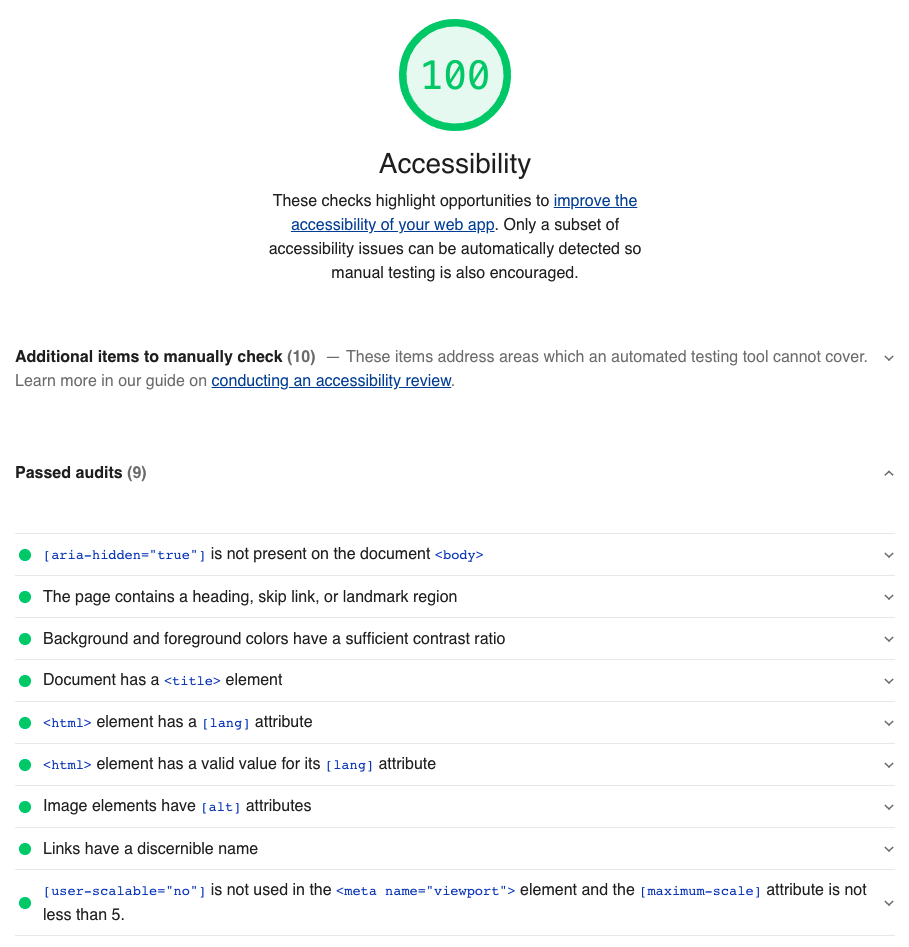 100
Accessibility
These checks highlight opportunities to improve the
accessibility of your web app. Only a subset of
accessibility issues can be automatically detected so
manual testing is also encouraged.
Additional items to manually check (10) — These items address areas which an automated testing tool cannot cover.
Learn more in our guide on conducting an accessibility review.
Passed audits (9)
[aria-hidden="true"] is not present on the document <body>
The page contains a heading, skip link, or landmark region
Background and foreground colors have a sufficient contrast ratio
Document has a <title> element
<html> element has a [lang] attribute
<html> element has a valid value for its [lang] attribute
Image elements have [alt] attributes
Links have a discernible name
[user-scalable="no"] is not used in the <meta name="viewport"> element and the [maximum-scale] attribute is not
less than 5.